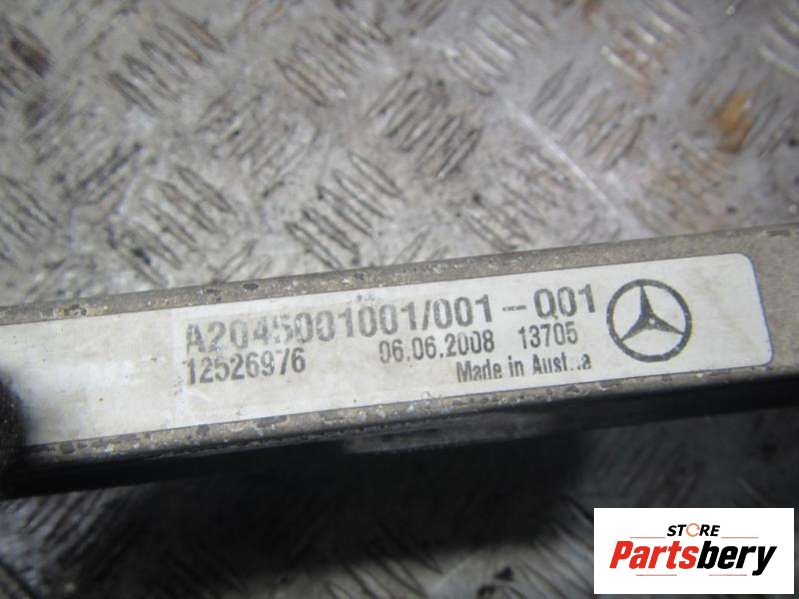 A2045001001/001-Q01
12526976 06.06.2008 13705
Made in
STORE
Partsbery